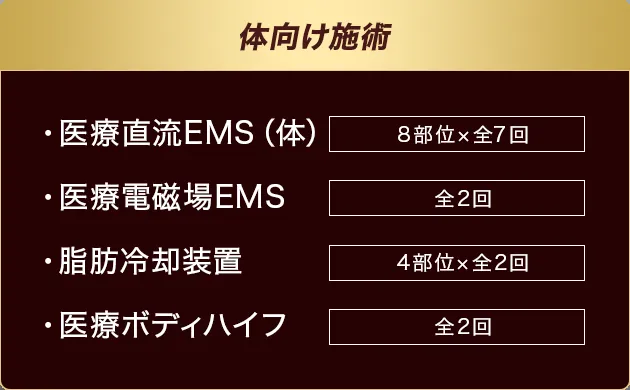 体向け施術
・医療直流EMS（体） 8部位×全7回
・医療電磁場EMS 全2回
・脂肪冷却装置 4部位×全2回
・医療ボディハイフ 全2回